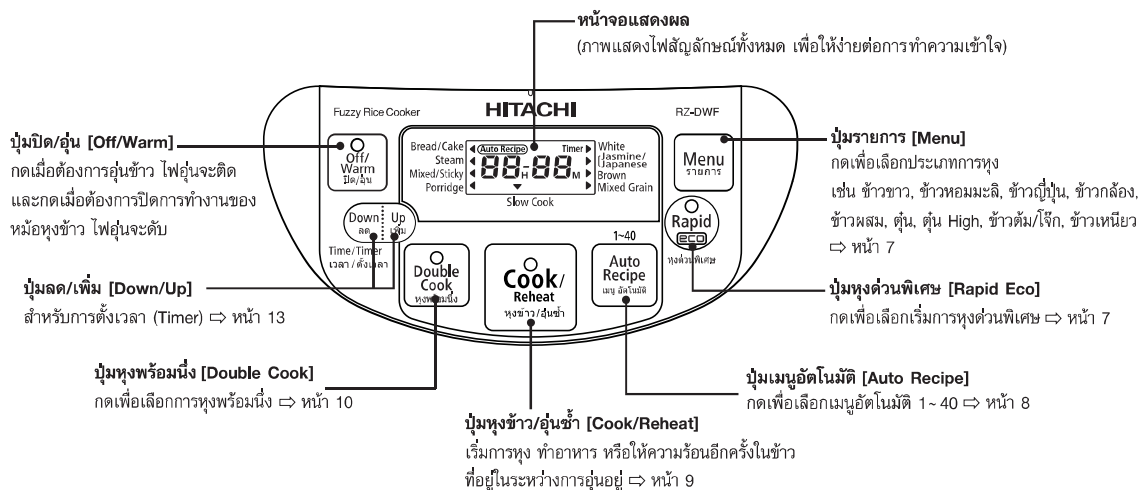 หน้าจอแสดงผล
(ภาพแสดงไฟสัญลักษณ์ทั้งหมด เพื่อให้ง่ายต่อการทำความเข้าใจ)
Fuzzy Rice Cooker
HITACHI
RZ-DWF
ปุ่มปิด/อุ่น [Off/Warm]
กดเมื่อต้องการอุ่นข้าว ไฟอุ่นจะติด
และกดเมื่อต้องการปิดการทำงานของ
หม้อหุงข้าว ไฟอุ่นจะดับ
Off/
Warm
ปิด/อุ่น
Bread/Cake
Steam
Mixed/Sticky
Porridge
Auto Recipe
Timer
88H88M
White
(Jasmine/
Japanese
Brown
Mixed Grain
Slow Cook
Menu
รายการ
ปุ่มรายการ [Menu]
กดเพื่อเลือกประเภทการหุง
เช่น ข้าวขาว, ข้าวหอมมะลิ, ข้าวญี่ปุ่น, ข้าวกล้อง,
ข้าวผสม, ตุ๋น, ตุ๋น High, ข้าวต้ม/โจ๊ก, ข้าวเหนียว
⇨ หน้า 7
Down
ลด
Up
เพิ่ม
Time/Timer
เวลา/ตั้งเวลา
Double
Cook
หุงพร้อมนึ่ง
Cook/
Reheat
หุงข้าว/อุ่นซ้ำ
1~40
Auto
Recipe
เมนู อัตโนมัติ
Rapid
eco
หุงด่วนพิเศษ
ปุ่มลด/เพิ่ม [Down/Up]
สำหรับการตั้งเวลา (Timer) ⇨ หน้า 13
ปุ่มหุงด่วนพิเศษ [Rapid Eco]
กดเพื่อเลือกเริ่มการหุงด่วนพิเศษ ⇨ หน้า 7
ปุ่มหุงพร้อมนึ่ง [Double Cook]
กดเพื่อเลือกการหุงพร้อมนึ่ง ⇨ หน้า 10
ปุ่มเมนูอัตโนมัติ [Auto Recipe]
กดเพื่อเลือกเมนูอัตโนมัติ 1~40 ⇨ หน้า 8
ปุ่มหุงข้าว/อุ่นซ้ำ [Cook/Reheat]
เริ่มการหุง ทำอาหาร หรือให้ความร้อนอีกครั้งในข้าว
ที่อยู่ในระหว่างการอุ่นอยู่ ⇨ หน้า 9